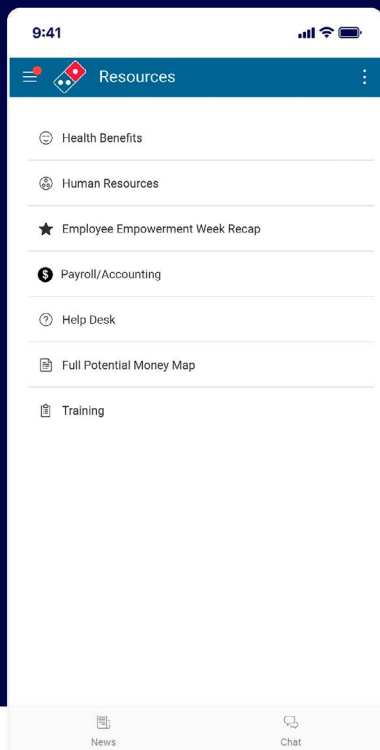 9:41
Resources
Health Benefits
Human Resources
Employee Empowerment Week Recap
$ Payroll/Accounting
? Help Desk
Full Potential Money Map
Training
News Chat